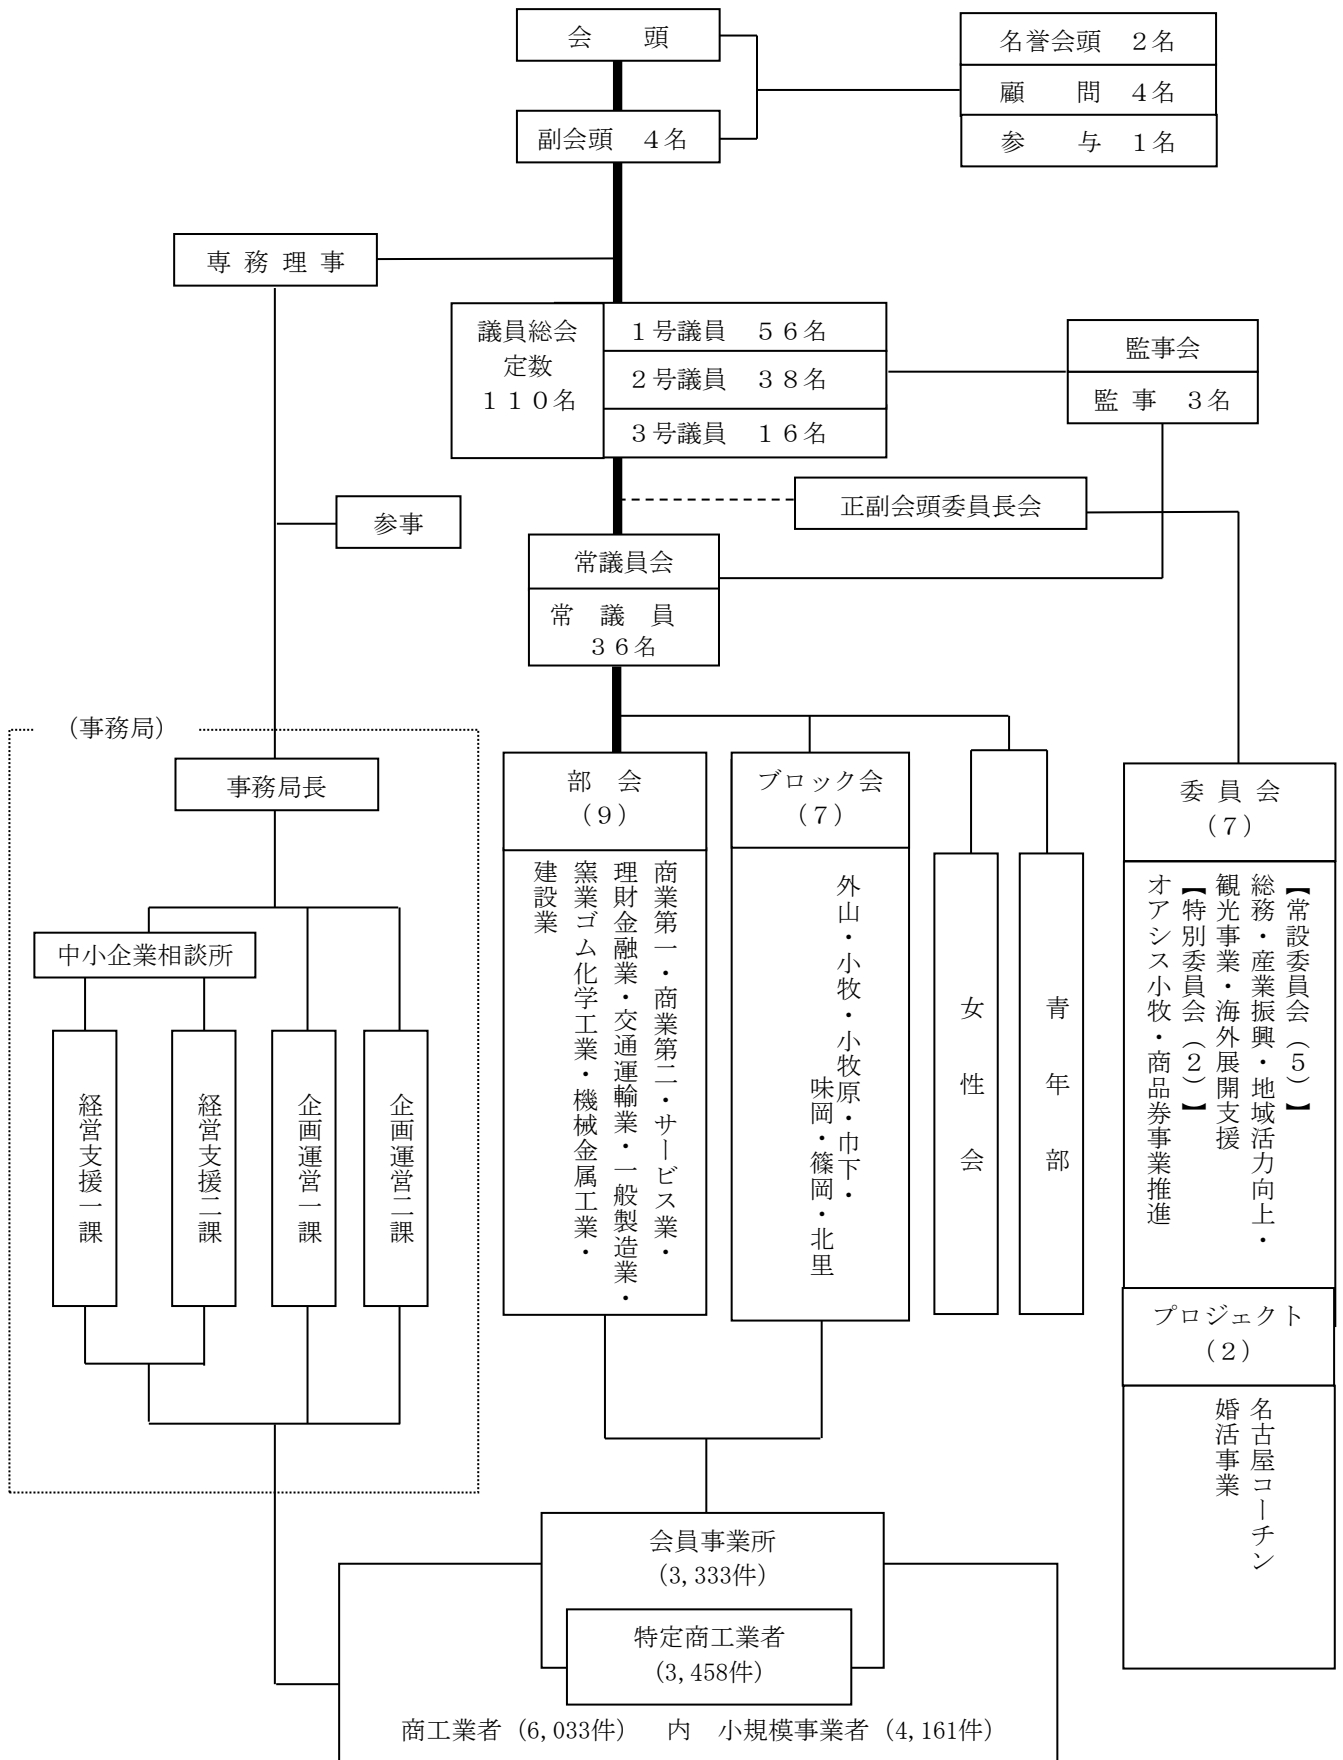 会　頭
名誉会頭　２名
顧　問　４名
参　与　１名
副会頭　４名
専務理事
議員総会
定数
１１０名
１号議員　５６名
２号議員　３８名
３号議員　１６名
監事会
監事　３名
正副会頭委員長会
参事
常議員会
常議員
３６名
（事務局）
事務局長
中小企業相談所
経営支援一課
経営支援二課
企画運営一課
企画運営二課
部会
（９）
商業第一・商業第二・サービス業・
理財金融業・交通運輸業・一般製造業・
窯業ゴム化学工業・機械金属工業・
建設業
ブロック会
（７）
外山・小牧・小牧原・巾下・
味岡・篠岡・北里
女性会
青年部
委員会
（７）
【常設委員会（５）】
総務・産業振興・地域活力向上・
観光事業・海外展開支援
【特別委員会（２）】
オアシス小牧・商品券事業推進
プロジェクト
（２）
名古屋コーチン
婚活事業
会員事業所
（3,333件）
特定商工業者
（3,458件）
商工業者（6,033件）　内　小規模事業者（4,161件）